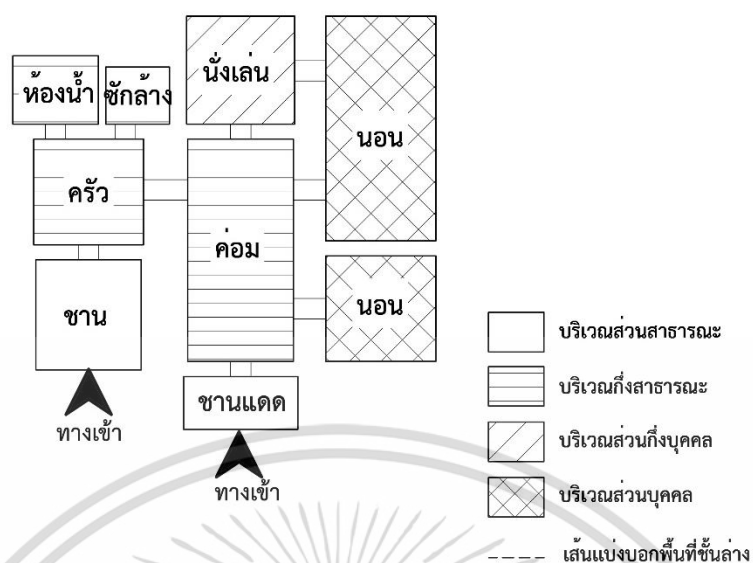 นั่งเล่น
ห้องน้ำ
ซักล้าง
นอน
ครัว
ค่อม
ชาน
นอน
ชานแดด
ทางเข้า
ทางเข้า
บริเวณส่วนสาธารณะ
บริเวณกึ่งสาธารณะ
บริเวณส่วนกึ่งบุคคล
บริเวณส่วนบุคคล
เส้นแบ่งบอกพื้นที่ชั้นล่าง